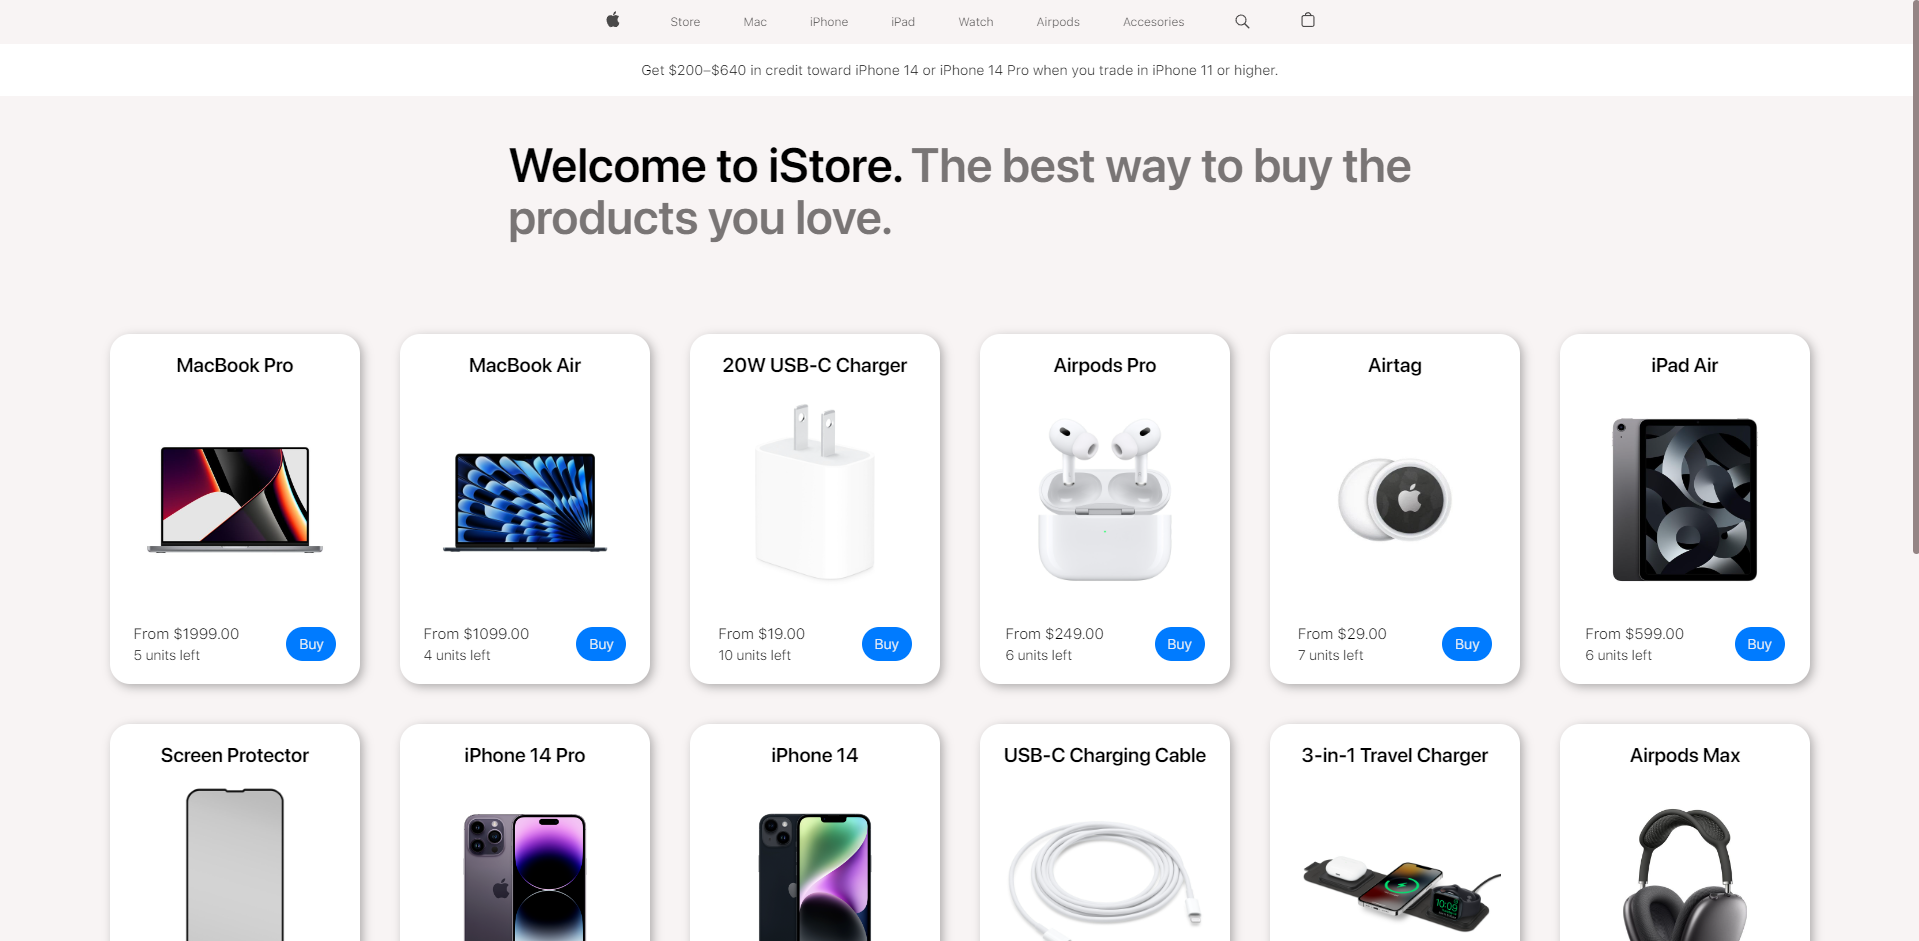 Store Mac iPhone iPad Watch Airpods Accesories
Get $200–$640 in credit toward iPhone 14 or iPhone 14 Pro when you trade in iPhone 11 or higher.
Welcome to iStore. The best way to buy the
products you love.
MacBook Pro
From $1999.00
5 units left
Buy
MacBook Air
From $1099.00
4 units left
Buy
20W USB-C Charger
From $19.00
10 units left
Buy
Airpods Pro
From $249.00
6 units left
Buy
Airtag
From $29.00
7 units left
Buy
iPad Air
From $599.00
6 units left
Buy
Screen Protector
iPhone 14 Pro
iPhone 14
USB-C Charging Cable
3-in-1 Travel Charger
10:09
Airpods Max